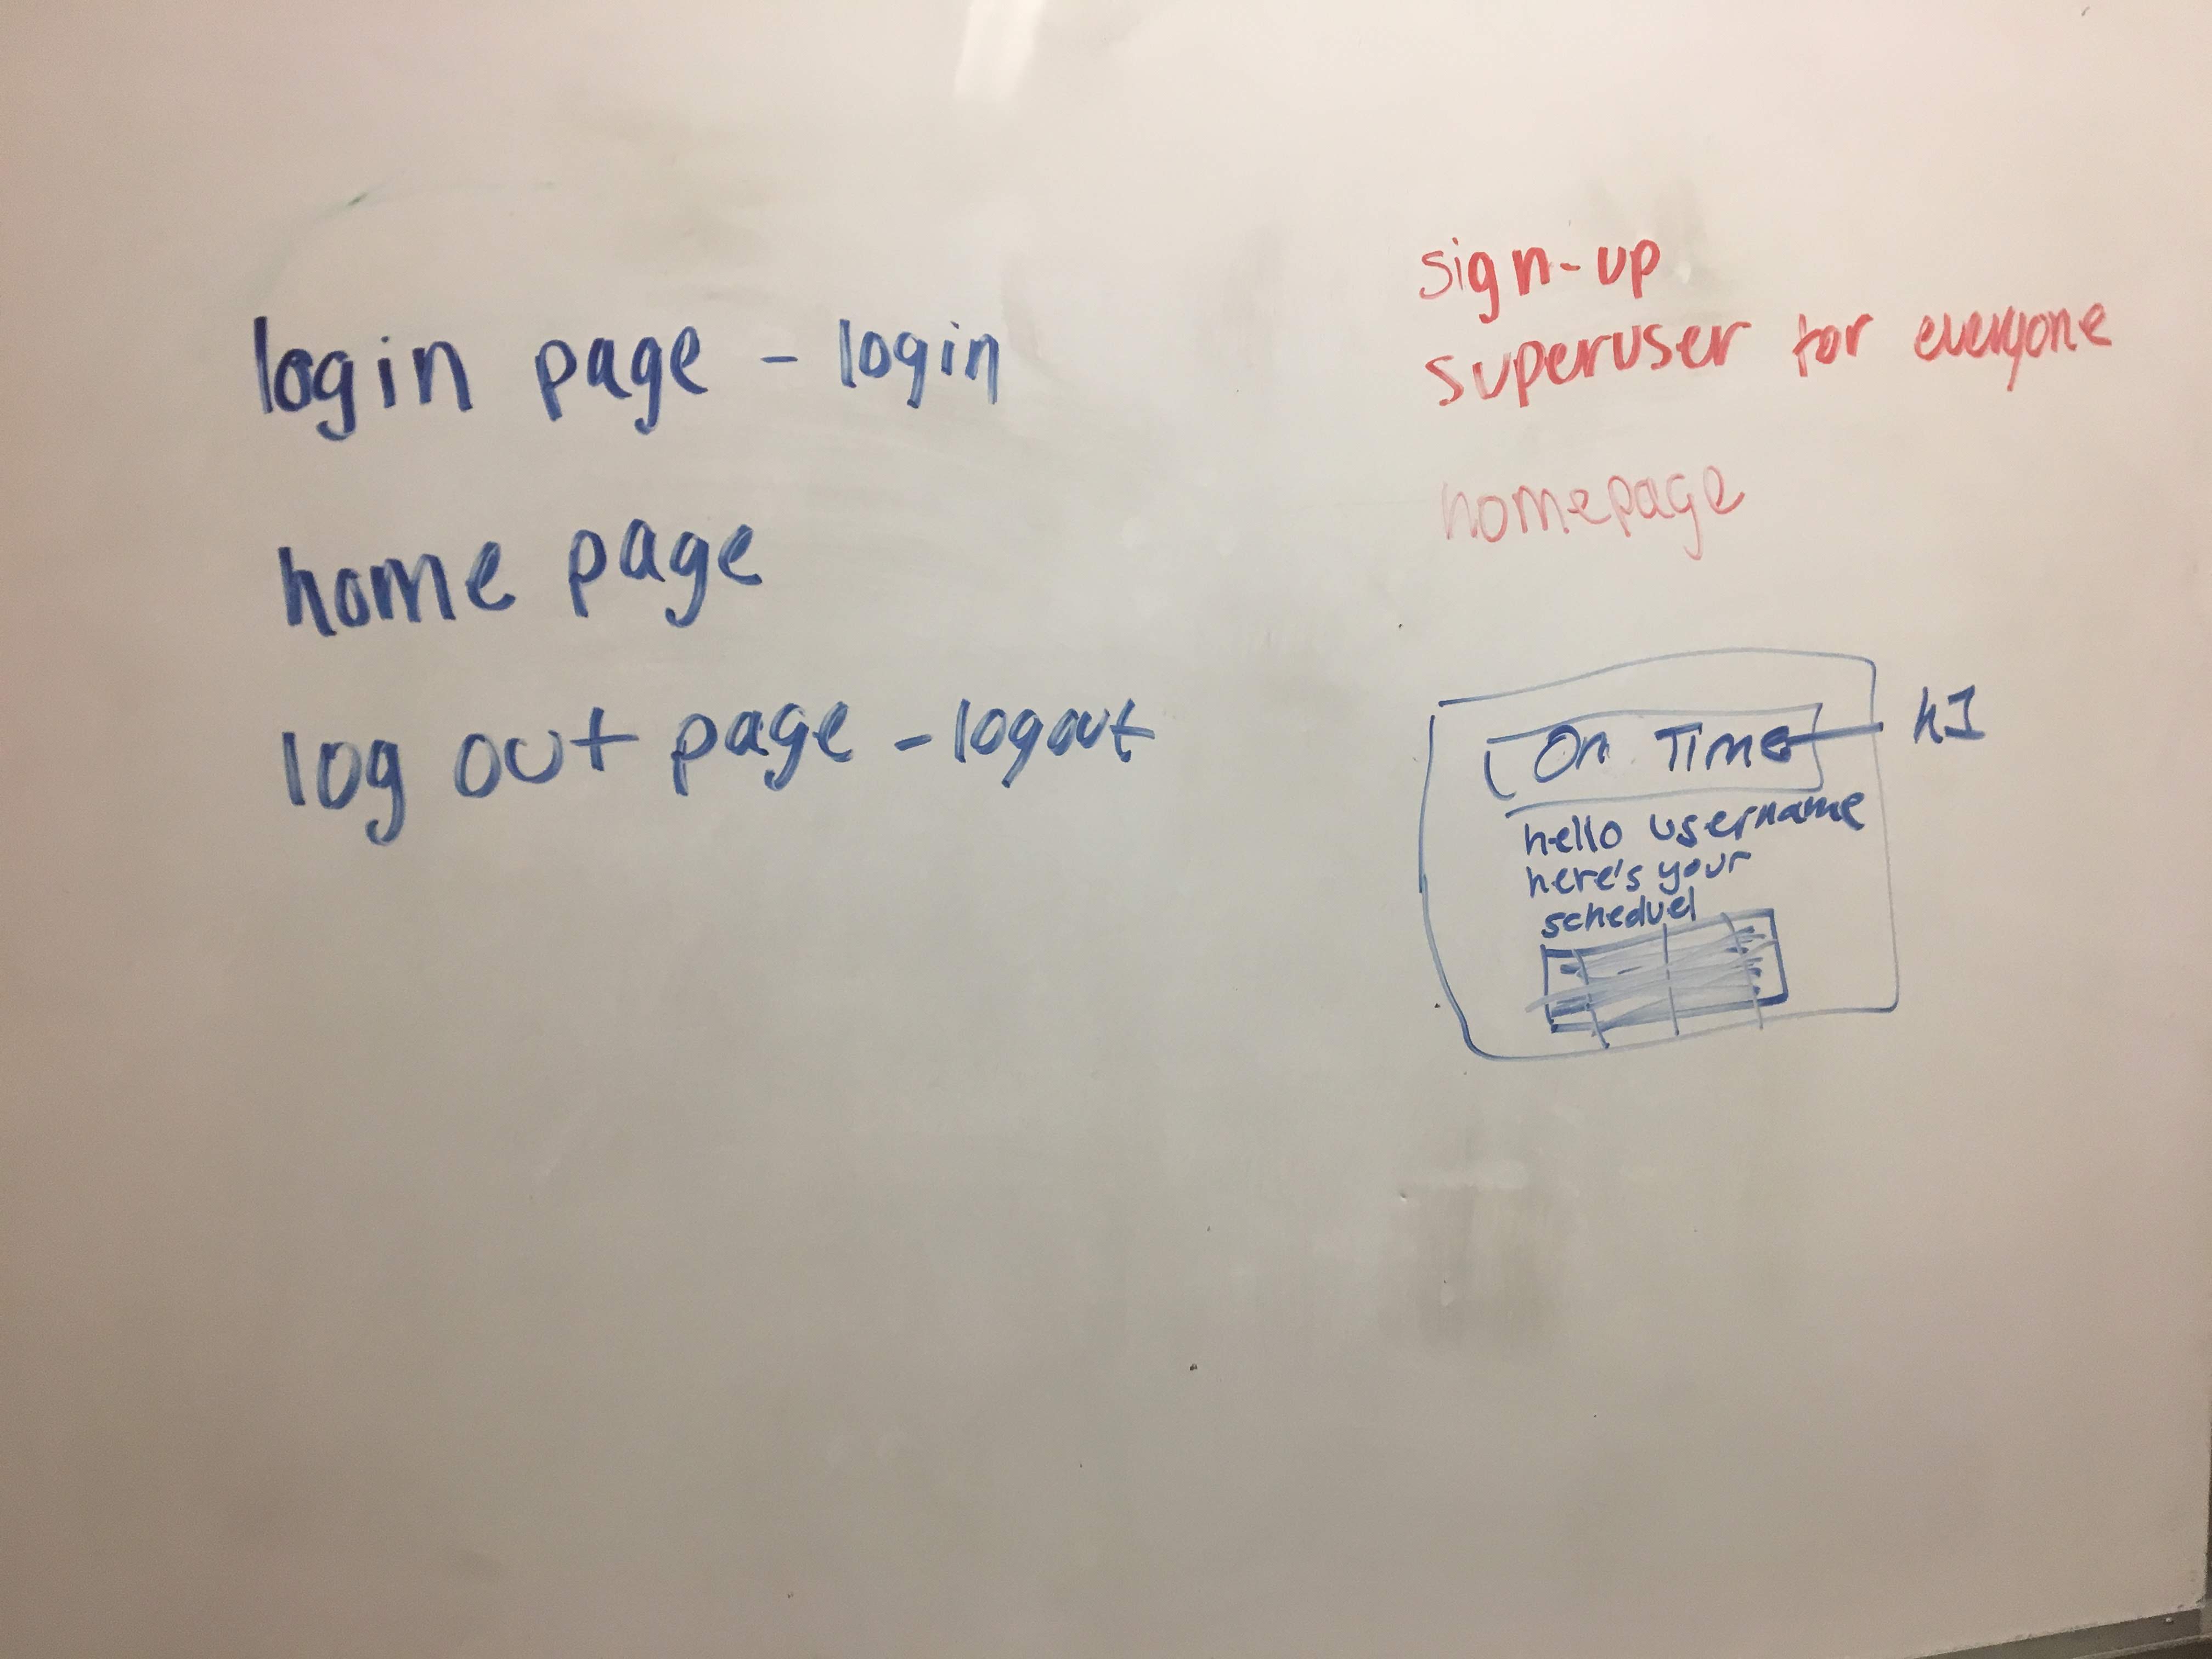 login page - login
home page
log out page - logout
sign-up
superuser for everyone
homepage
On Time
h1
hello username
here's your
scheduel